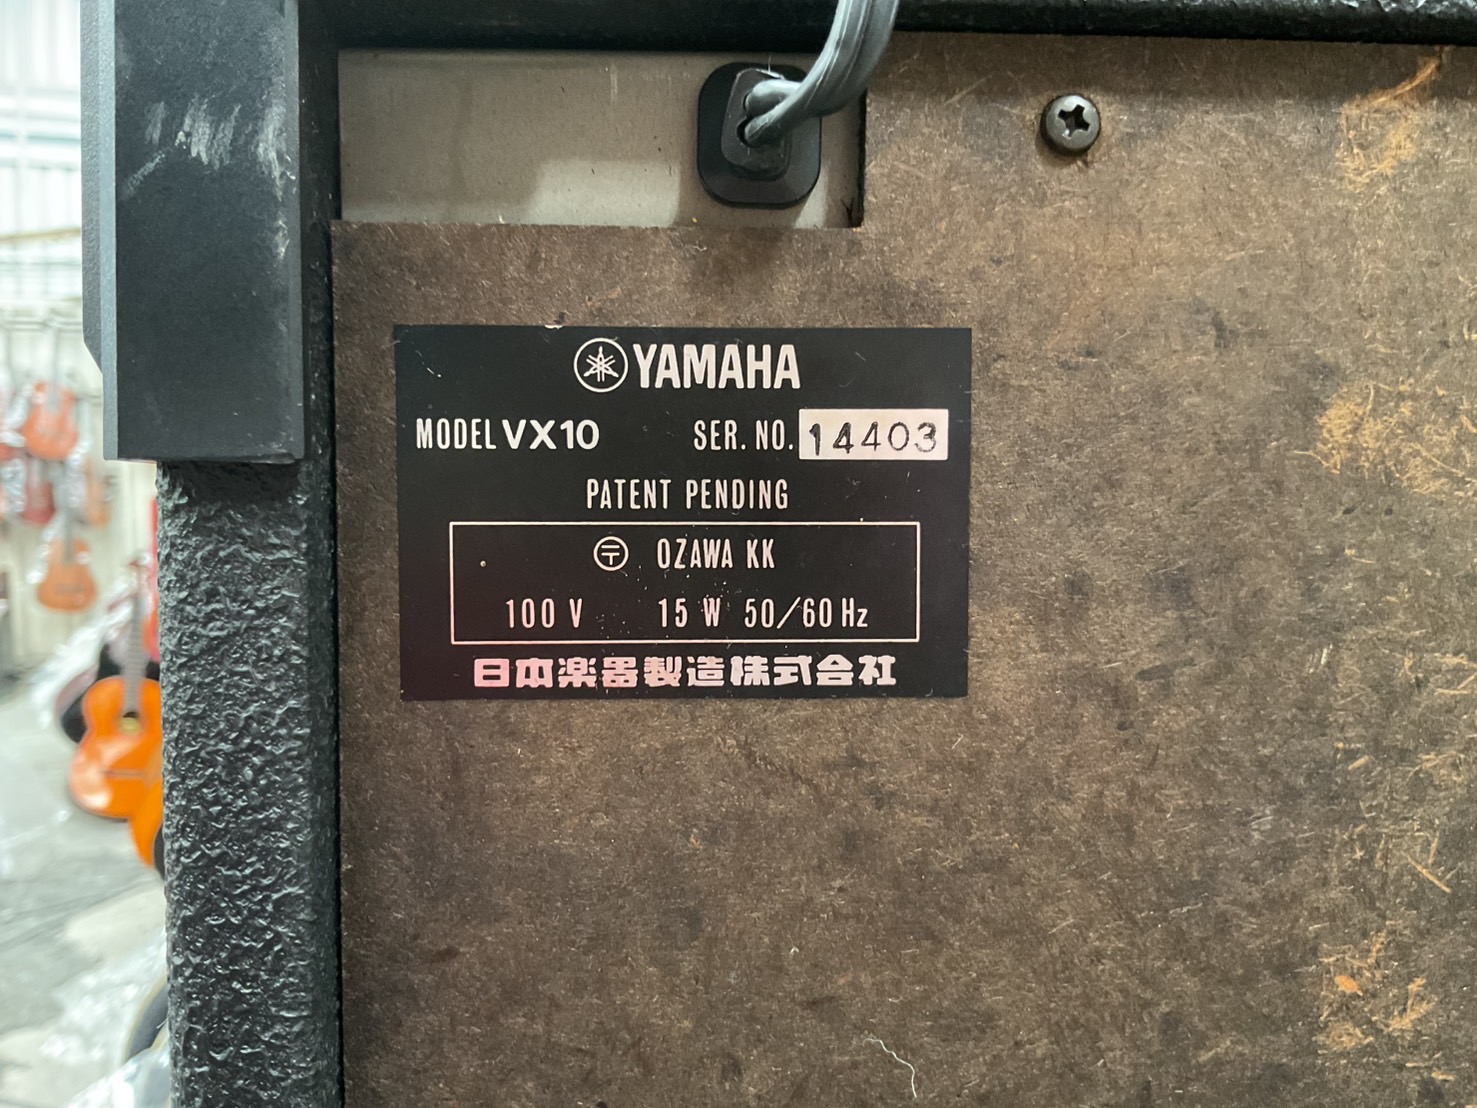 YAMAHA
MODEL VX10 SER. NO. 14403
PATENT PENDING
〶 OZAWA KK
100 V 15 W 50/60 Hz
日本楽器製造株式会社